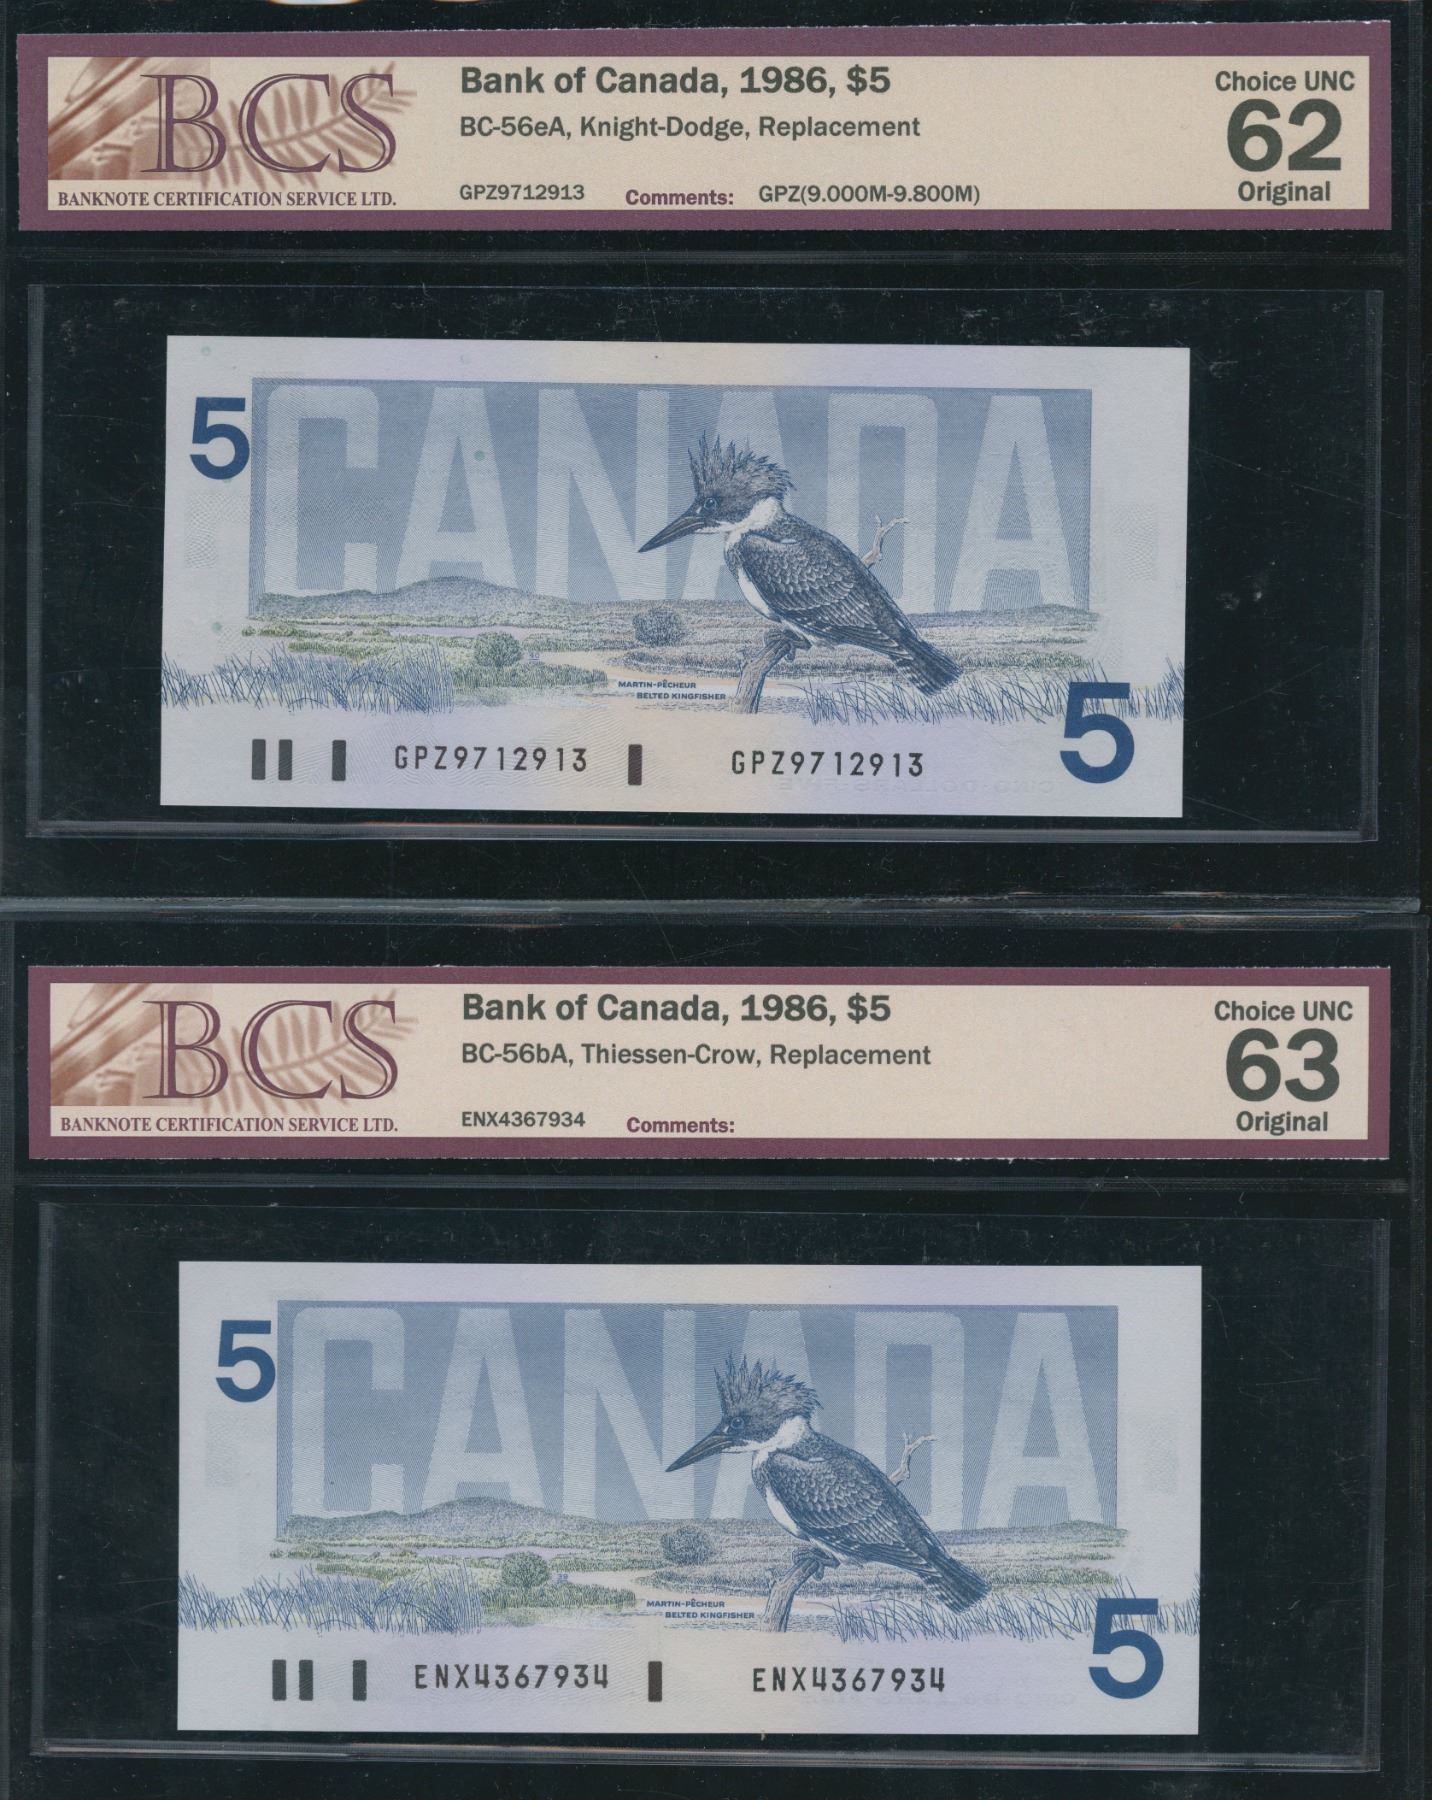 BCS
BANKNOTE CERTIFICATION SERVICE LTD.
Bank of Canada, 1986, $5
BC-56eA, Knight-Dodge, Replacement
GPZ9712913 Comments: GPZ(9.000M-9.800M)
Choice UNC
62
Original
5
CANADA
MARTIN-PÊCHEUR
BELTED KINGFISHER
GPZ9712913 GPZ9712913
5
BCS
BANKNOTE CERTIFICATION SERVICE LTD.
Bank of Canada, 1986, $5
BC-56bA, Thiessen-Crow, Replacement
ENX4367934 Comments:
Choice UNC
63
Original
5
CANADA
MARTIN-PÊCHEUR
BELTED KINGFISHER
ENX4367934 ENX4367934
5